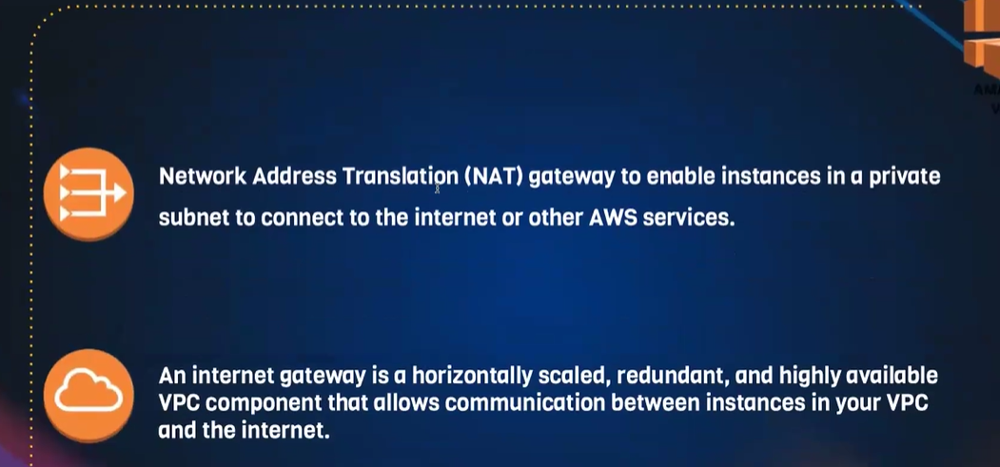 Network Address Translation (NAT) gateway to enable instances in a private
subnet to connect to the internet or other AWS services.
An internet gateway is a horizontally scaled, redundant, and highly available
VPC component that allows communication between instances in your VPC
and the internet.